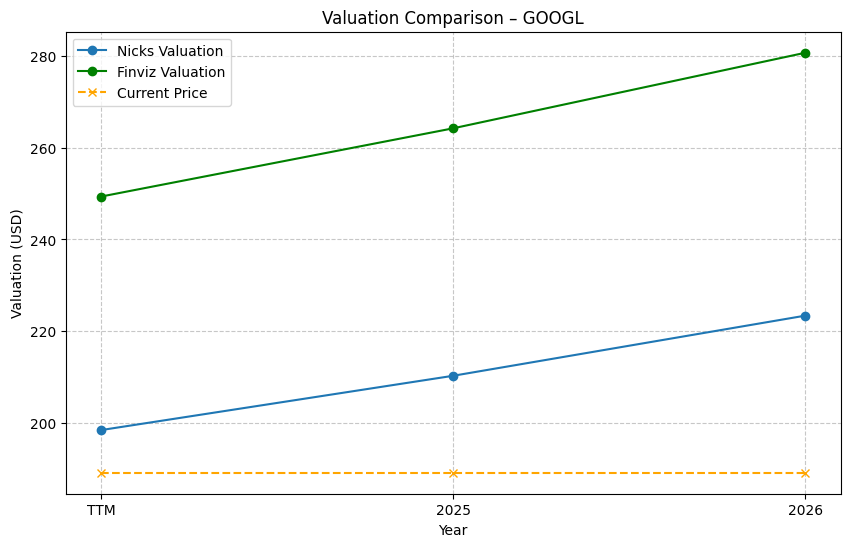 Valuation Comparison – GOOGL
Nicks Valuation
Finviz Valuation
Current Price
Valuation (USD)
280
260
240
220
200
TTM
2025
2026
Year